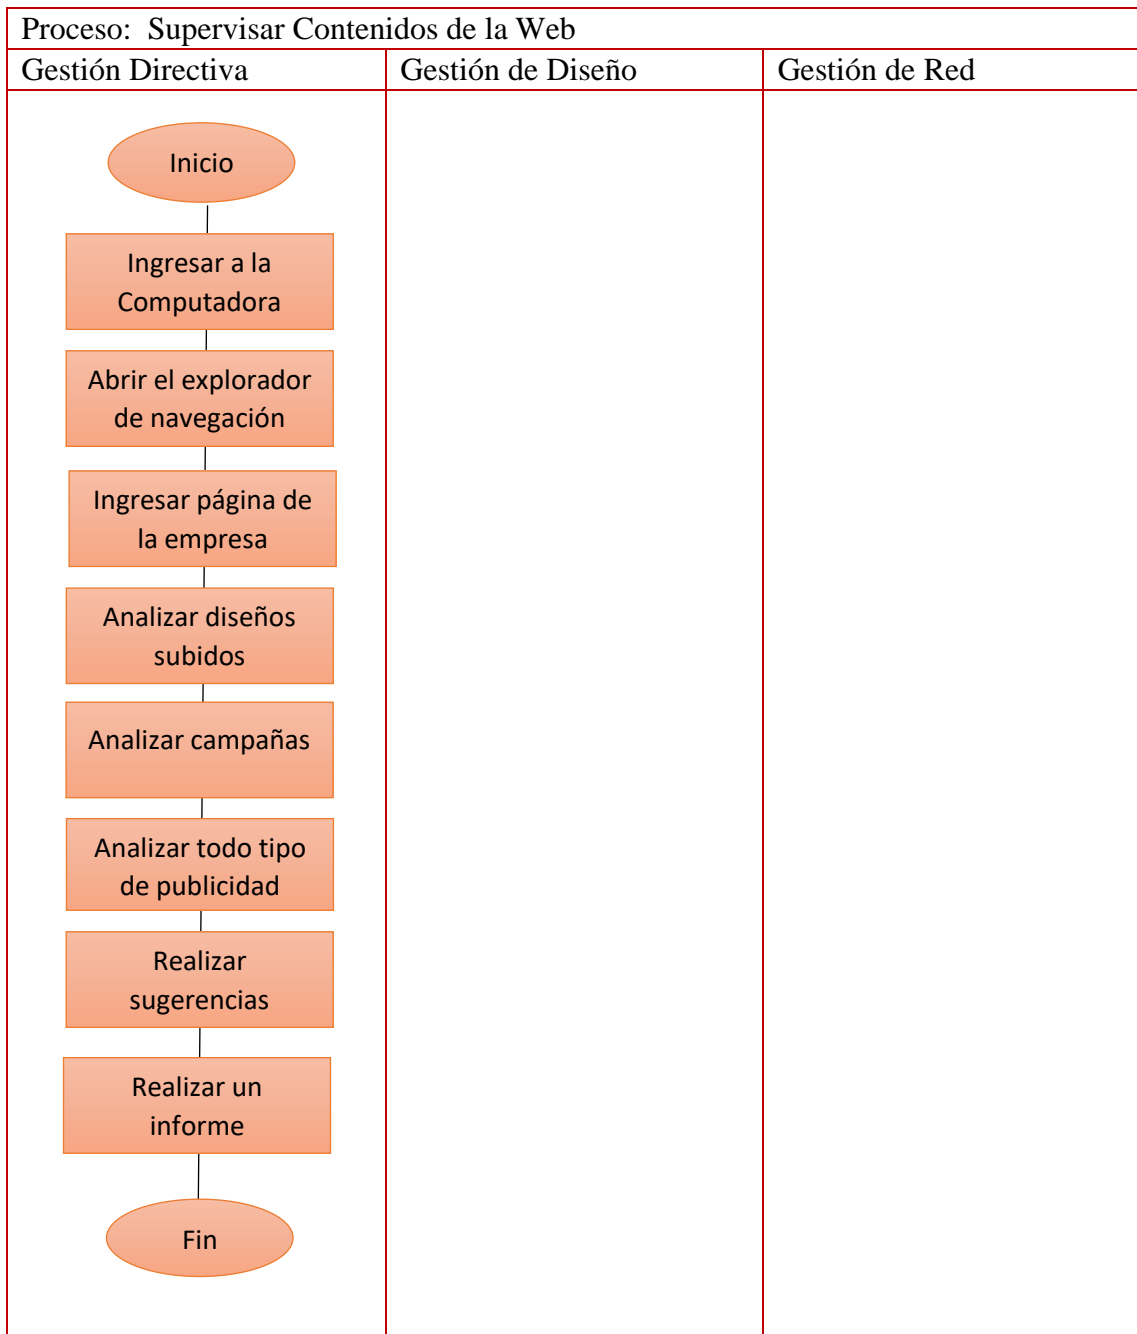 Proceso: Supervisar Contenidos de la Web
Gestión Directiva
Gestión de Diseño
Gestión de Red
Inicio
Ingresar a la
Computadora
Abrir el explorador
de navegación
Ingresar página de
la empresa
Analizar diseños
subidos
Analizar campañas
Analizar todo tipo
de publicidad
Realizar
sugerencias
Realizar un
informe
Fin